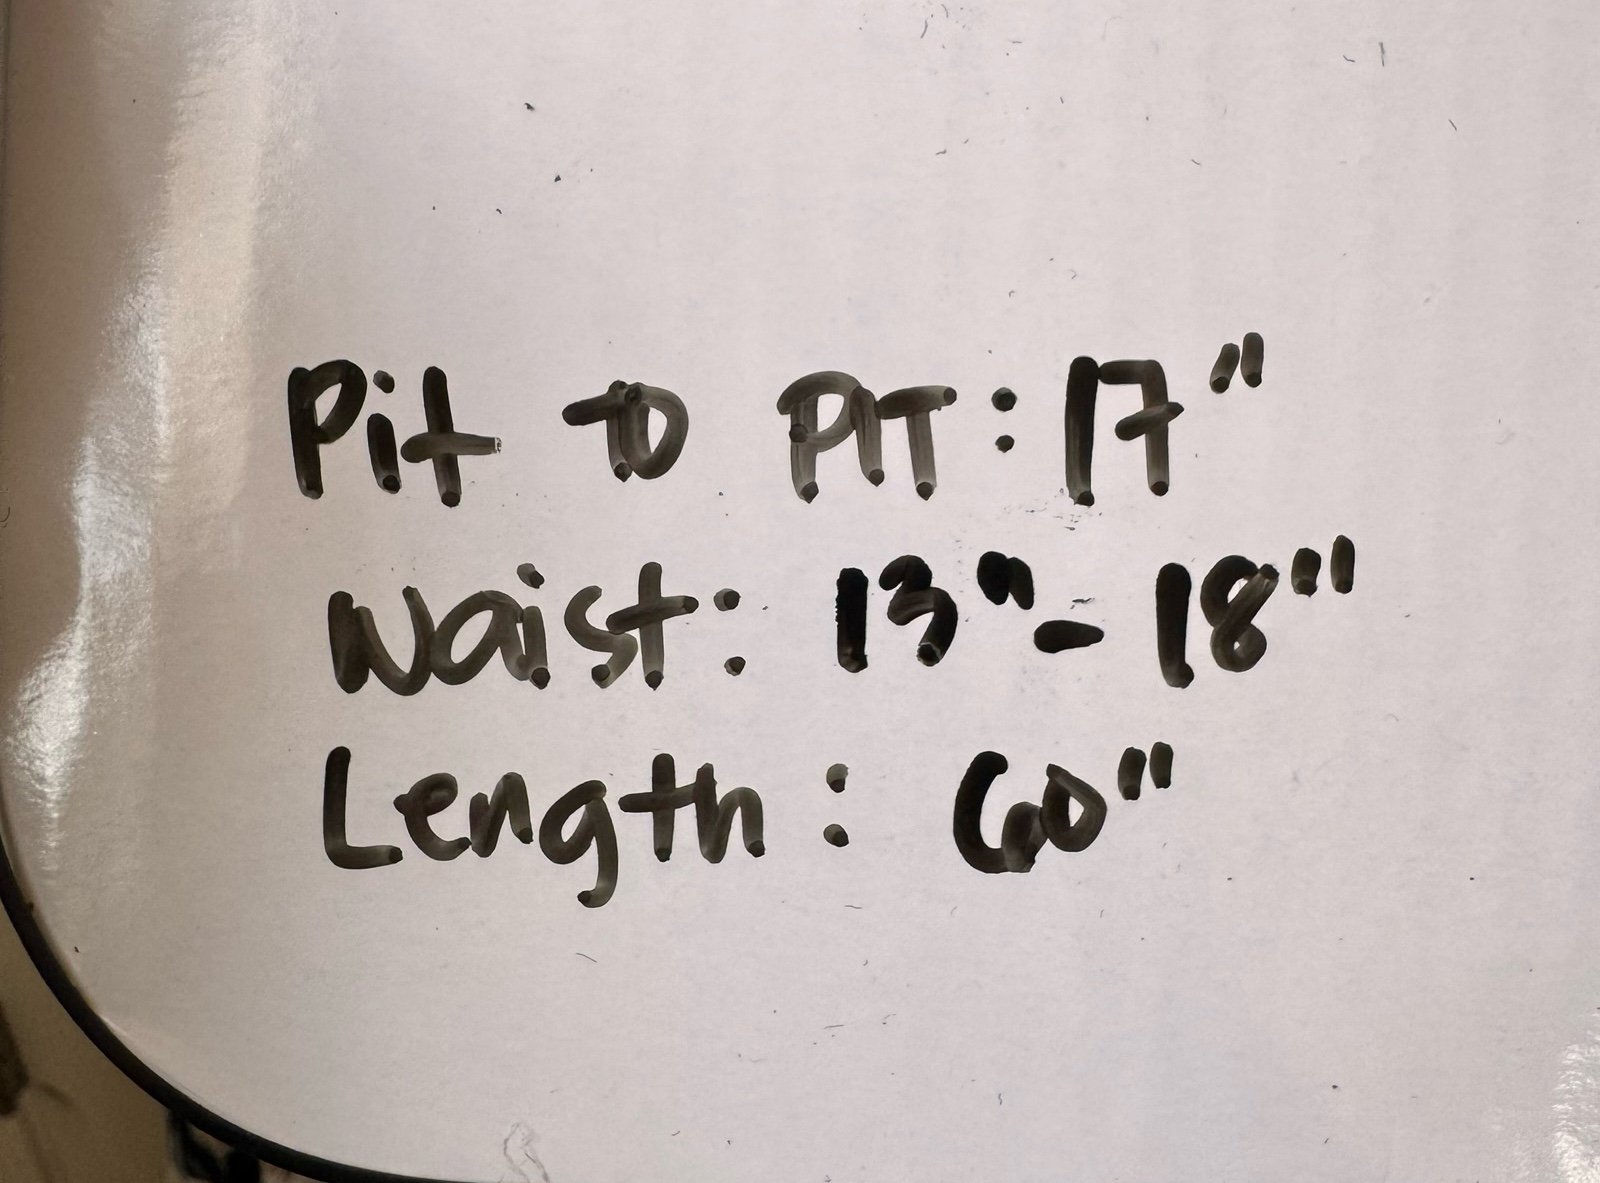 Pit to PIT: 17"
Waist: 13"- 18"
Length: 60"